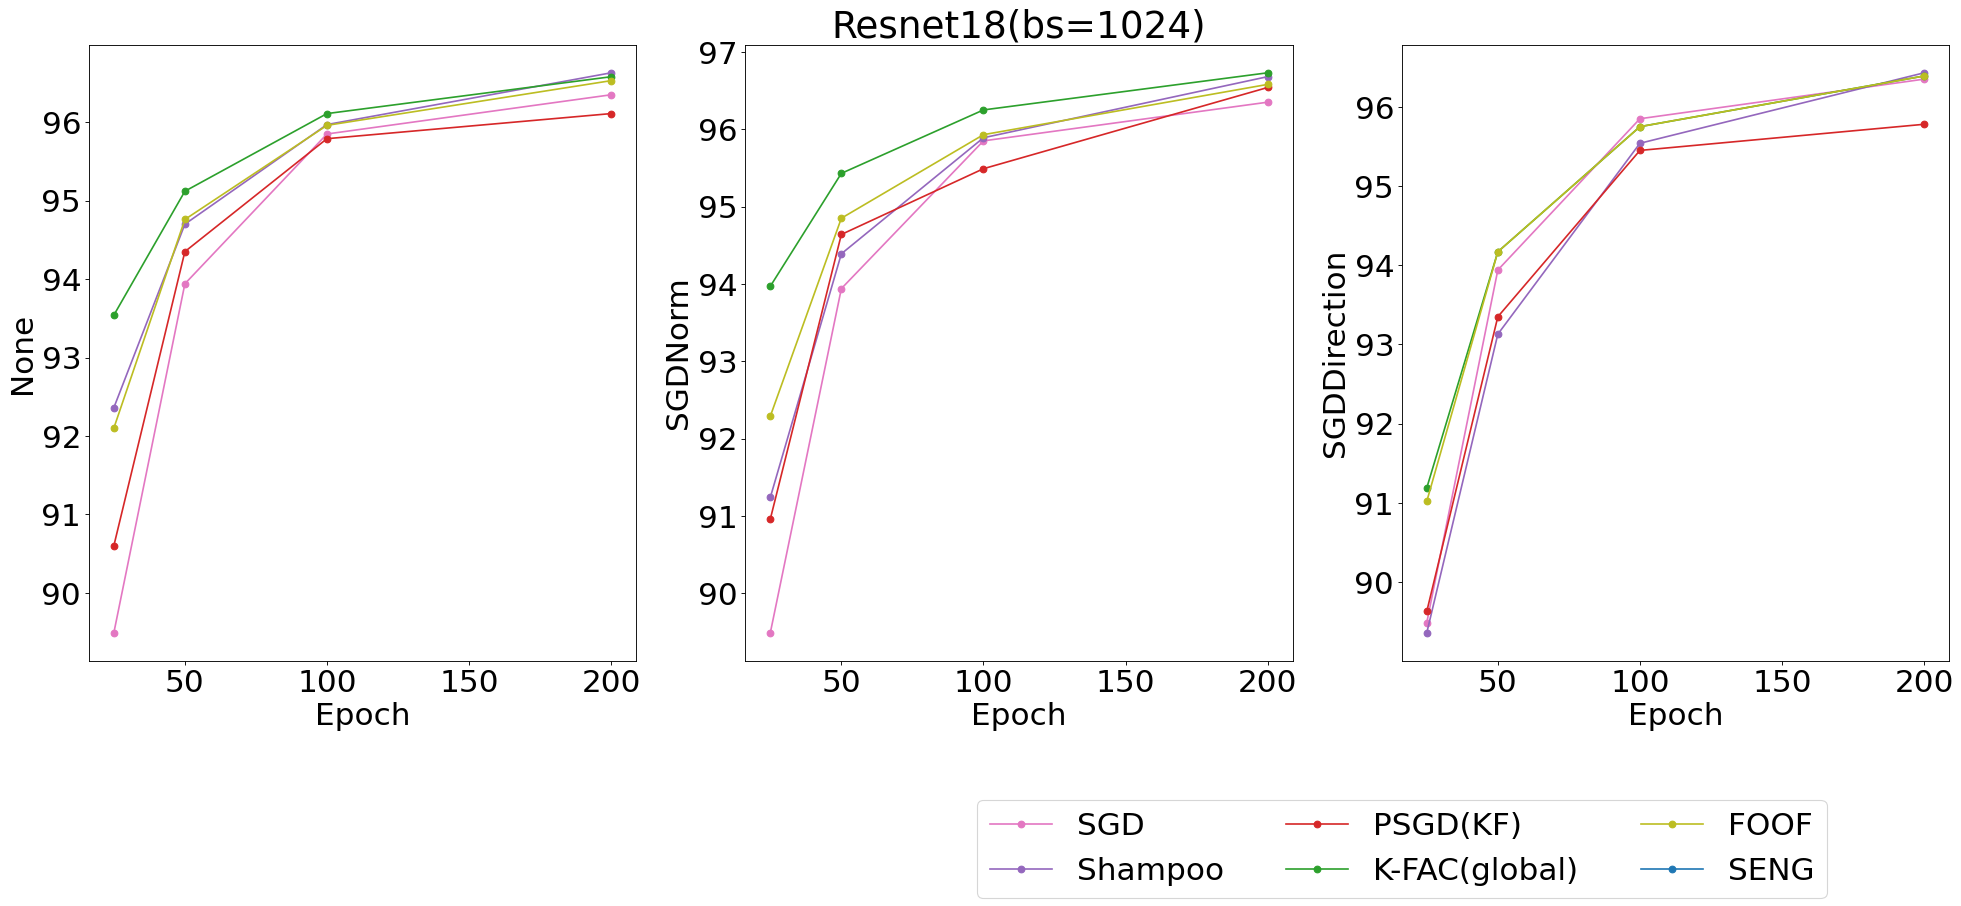 Resnet18(bs=1024)
None
96
95
94
93
92
91
90
50 100 150 200
Epoch
SGDNorm
97
96
95
94
93
92
91
90
50 100 150 200
Epoch
SGDDirection
96
95
94
93
92
91
90
50 100 150 200
Epoch
SGD PSGD(KF) FOOF
Shampoo K-FAC(global) SENG